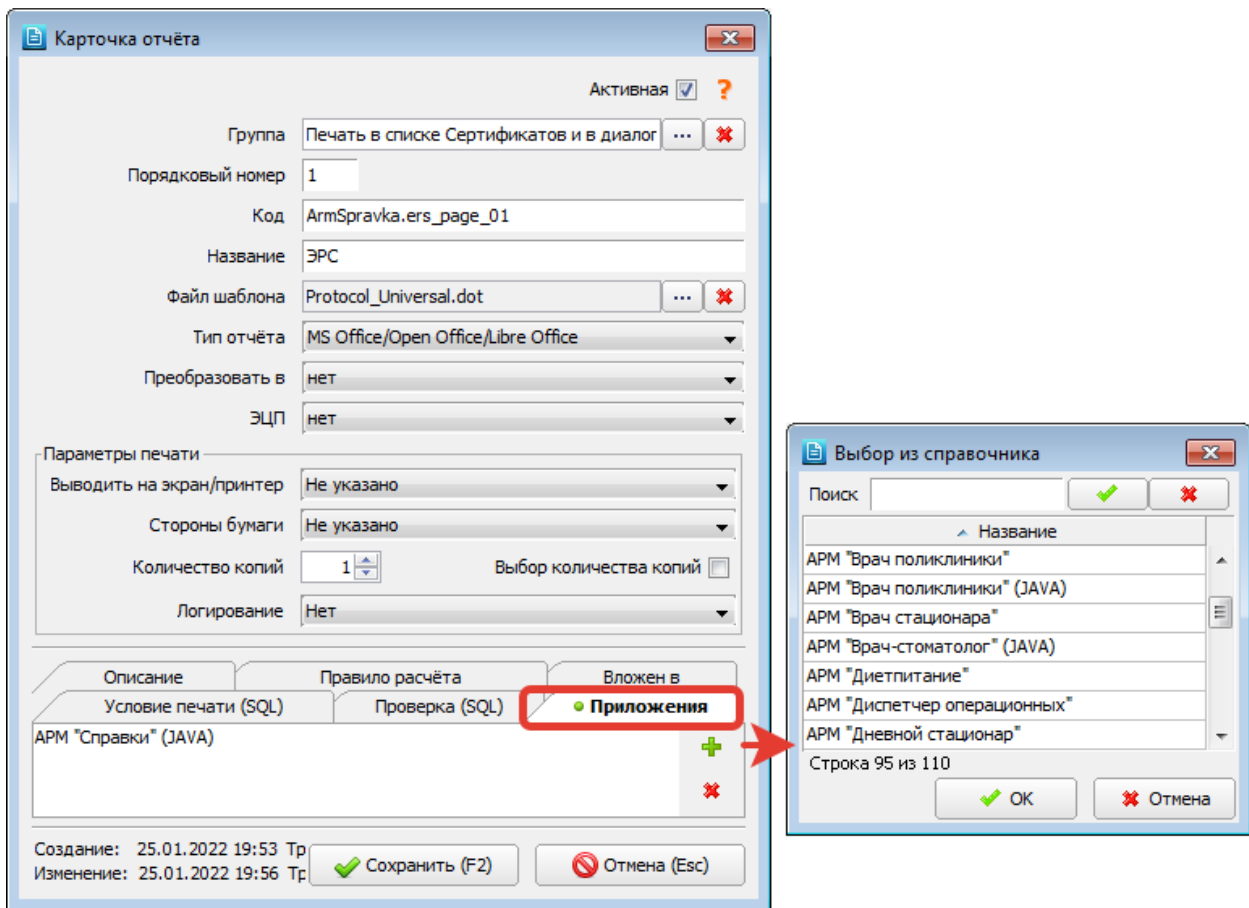 Карточка отчёта
Активная ?
Группа Печать в списке Сертификатов и в диалог ...
Порядковый номер 1
Код ArmSpravka.ers_page_01
Название ЭРС
Файл шаблона Protocol_Universal.dot ...
Тип отчёта MS Office/Open Office/Libre Office
Преобразовать в нет
ЭЦП нет
Параметры печати
Выводить на экран/принтер Не указано
Стороны бумаги Не указано
Количество копий 1 Выбор количества копий
Логирование Нет
Описание Правило расчёта Вложен в
Условие печати (SQL) Проверка (SQL) Приложения
АРМ "Справки" (JAVA)
Создание: 25.01.2022 19:53 Тр
Изменение: 25.01.2022 19:56 Тр
Сохранить (F2) Отмена (Esc)
Выбор из справочника
Поиск
Название
АРМ "Врач поликлиники"
АРМ "Врач поликлиники" (JAVA)
АРМ "Врач стационара"
АРМ "Врач-стоматолог" (JAVA)
АРМ "Диетпитание"
АРМ "Диспетчер операционных"
АРМ "Дневной стационар"
Строка 95 из 110
ОК Отмена